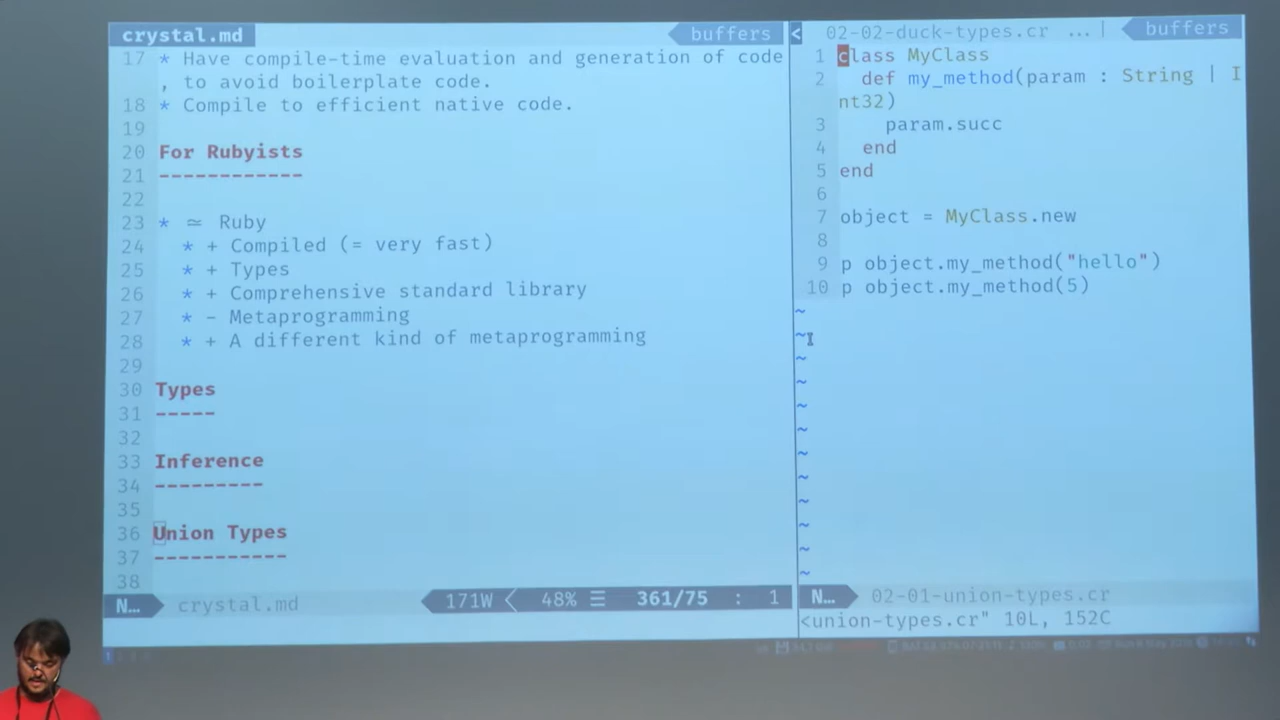 crystal.md
buffers
17 * Have compile-time evaluation and generation of code
, to avoid boilerplate code.
18 * Compile to efficient native code.
19
20 For Rubyists
21 ------------
22
23 * ≃ Ruby
24 * + Compiled (= very fast)
25 * + Types
26 * + Comprehensive standard library
27 * - Metaprogramming
28 * + A different kind of metaprogramming
29
30 Types
31 -----
32
33 Inference
34 ---------
35
36 Union Types
37 -----------
38
N… crystal.md 171W 48% ☰ 361/75 : 1
< 02-02-duck-types.cr ... | buffers
1 class MyClass
2 def my_method(param : String | I
nt32)
3 param.succ
4 end
5 end
6
7 object = MyClass.new
8
9 p object.my_method("hello")
10 p object.my_method(5)
~
~
~
~
~
~
~
~
~
~
~
~
N… 02-01-union-types.cr
<union-types.cr" 10L, 152C